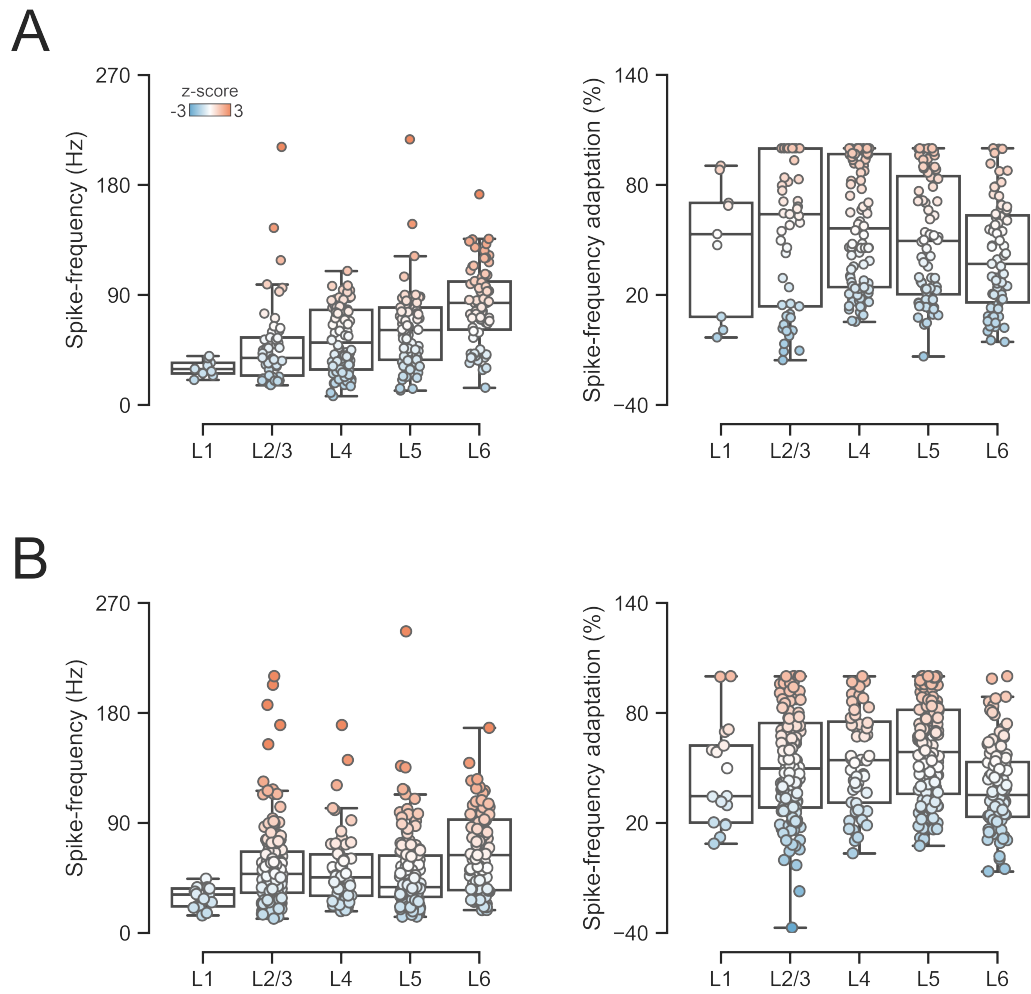 A
Spike-frequency (Hz)
270
180
90
0
z-score
-3 3
L1 L2/3 L4 L5 L6
Spike-frequency adaptation (%)
140
80
20
−40
L1 L2/3 L4 L5 L6
B
Spike-frequency (Hz)
270
180
90
0
L1 L2/3 L4 L5 L6
Spike-frequency adaptation (%)
140
80
20
−40
L1 L2/3 L4 L5 L6